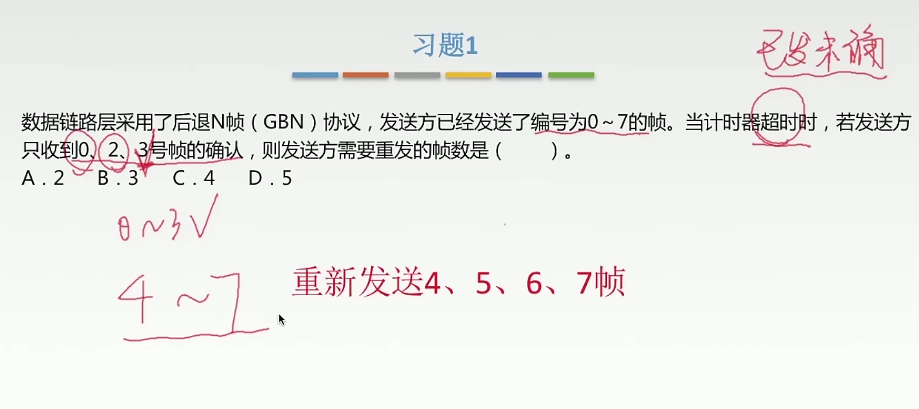 习题1
已发未确
数据链路层采用了后退N帧（GBN）协议，发送方已经发送了编号为0～7的帧。当计时器超时时，若发送方
只收到0、2、3号帧的确认，则发送方需要重发的帧数是（　　）。
A．2　B．3　C．4　D．5
0~3√
4~7
重新发送4、5、6、7帧